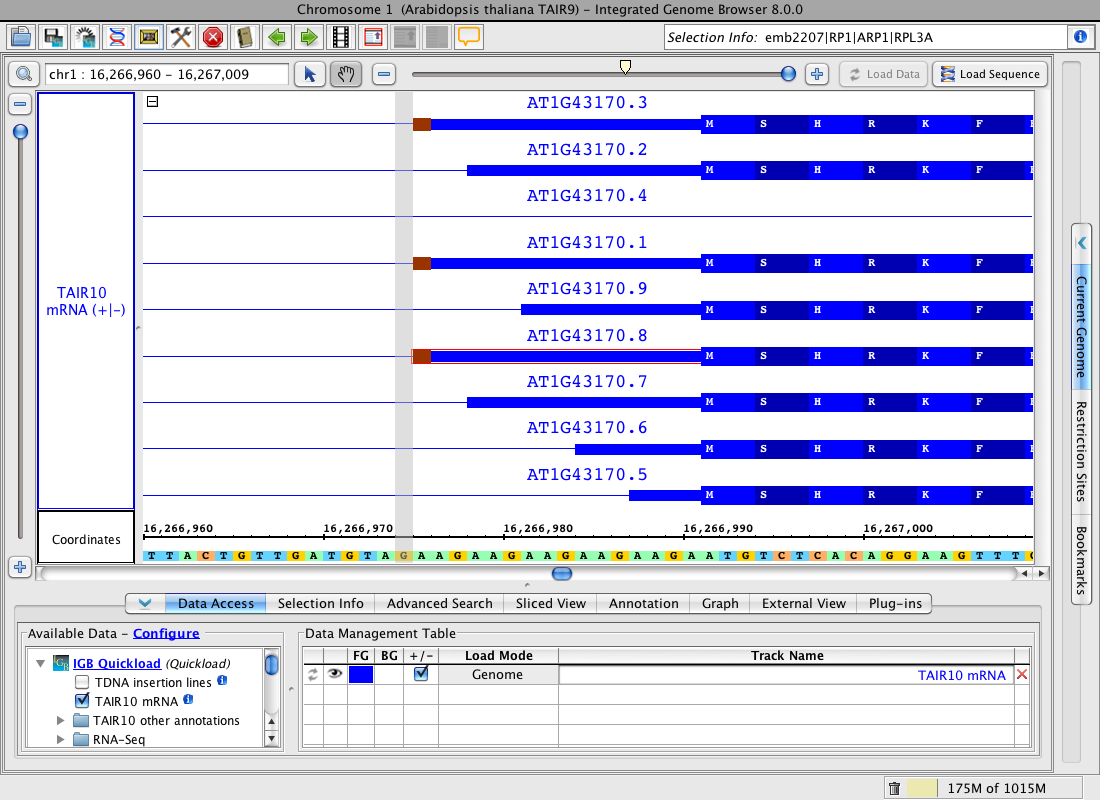 Chromosome 1 (Arabidopsis thaliana TAIR9) – Integrated Genome Browser 8.0.0
Selection Info: emb2207|RP1|ARP1|RPL3A
chr1 : 16,266,960 – 16,267,009
Load Data
Load Sequence
AT1G43170.3
M S H R K F
AT1G43170.2
M S H R K F
AT1G43170.4
AT1G43170.1
M S H R K F
AT1G43170.9
M S H R K F
AT1G43170.8
M S H R K F
AT1G43170.7
M S H R K F
AT1G43170.6
M S H R K F
AT1G43170.5
M S H R K F
TAIR10
mRNA (+|-)
Coordinates
16,266,960 16,266,970 16,266,980 16,266,990 16,267,000
T T A C T G T T G A T G T A G A A G A A G A A G A A G A A G A A T G T C T C A C A G G A A G T T T
Current Genome
Restriction Sites
Bookmarks
Data Access Selection Info Advanced Search Sliced View Annotation Graph External View Plug-ins
Available Data – Configure
IGB Quickload (Quickload)
TDNA insertion lines
TAIR10 mRNA
TAIR10 other annotations
RNA-Seq
Data Management Table
FG BG +/- Load Mode Track Name
Genome TAIR10 mRNA
175M of 1015M